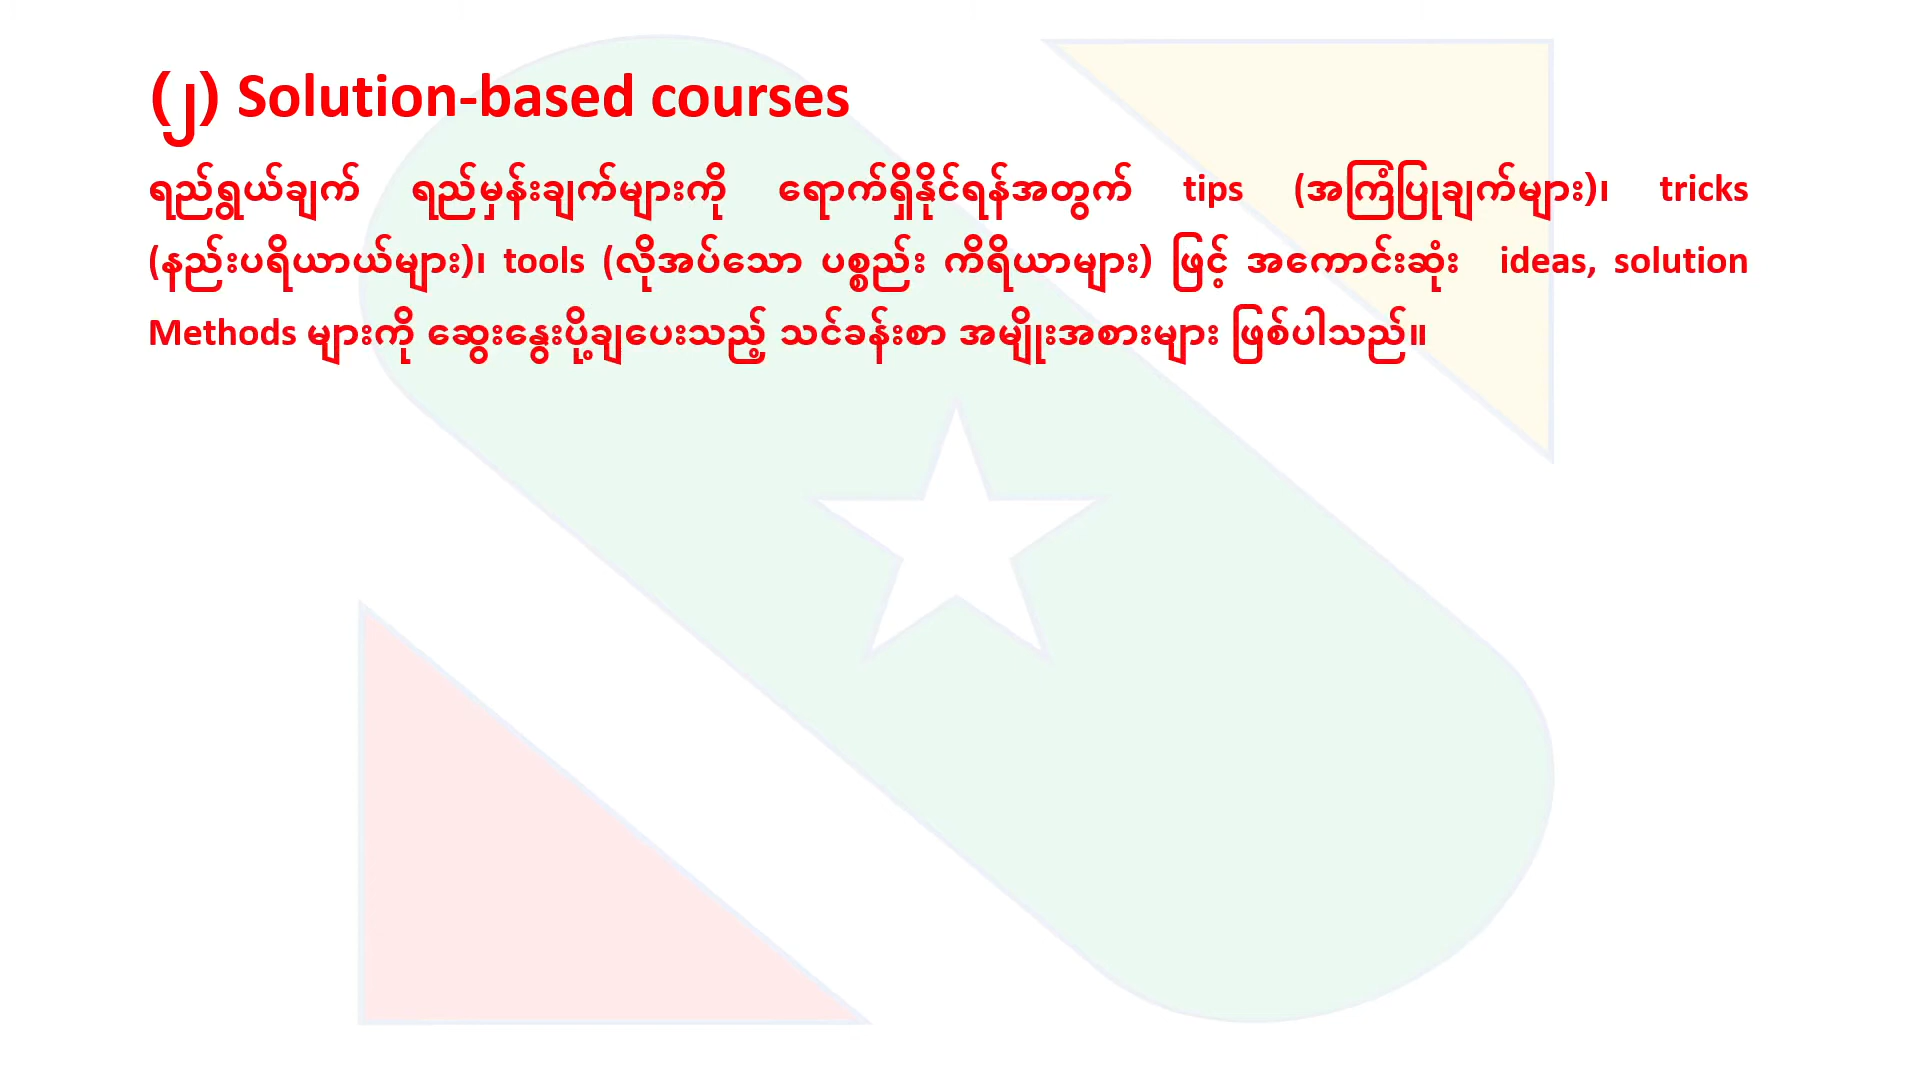 (၂) Solution-based courses
ရည်ရွယ်ချက် ရည်မှန်းချက်များကို ရောက်ရှိနိုင်ရန်အတွက် tips (အကြံပြုချက်များ)၊ tricks
(နည်းပရိယာယ်များ)၊ tools (လိုအပ်သော ပစ္စည်း ကိရိယာများ) ဖြင့် အကောင်းဆုံး ideas, solution
Methods များကို ဆွေးနွေးပို့ချပေးသည့် သင်ခန်းစာ အမျိုးအစားများ ဖြစ်ပါသည်။